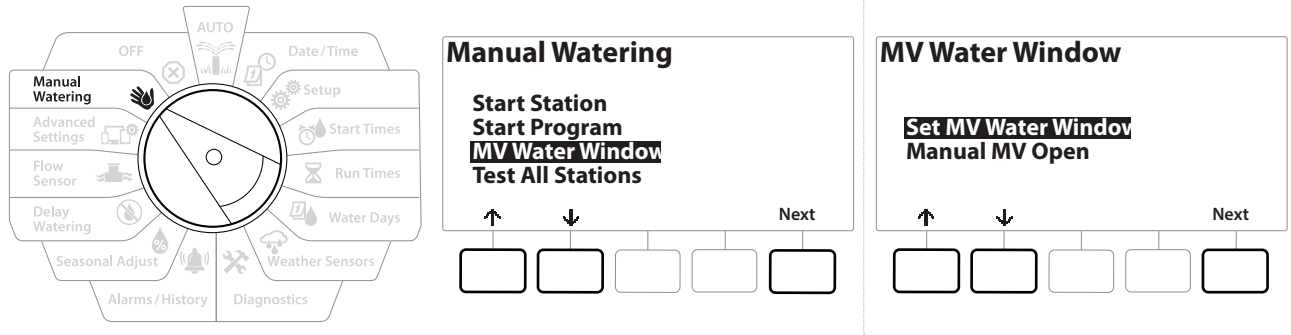 AUTO
OFF
Date / Time
Manual
Watering
Setup
Advanced
Settings
Start Times
Flow
Sensor
Run Times
Delay
Watering
Water Days
Seasonal Adjust
Weather Sensors
Alarms / History
Diagnostics
Manual Watering
Start Station
Start Program
MV Water Window
Test All Stations
Next
MV Water Window
Set MV Water Window
Manual MV Open
Next